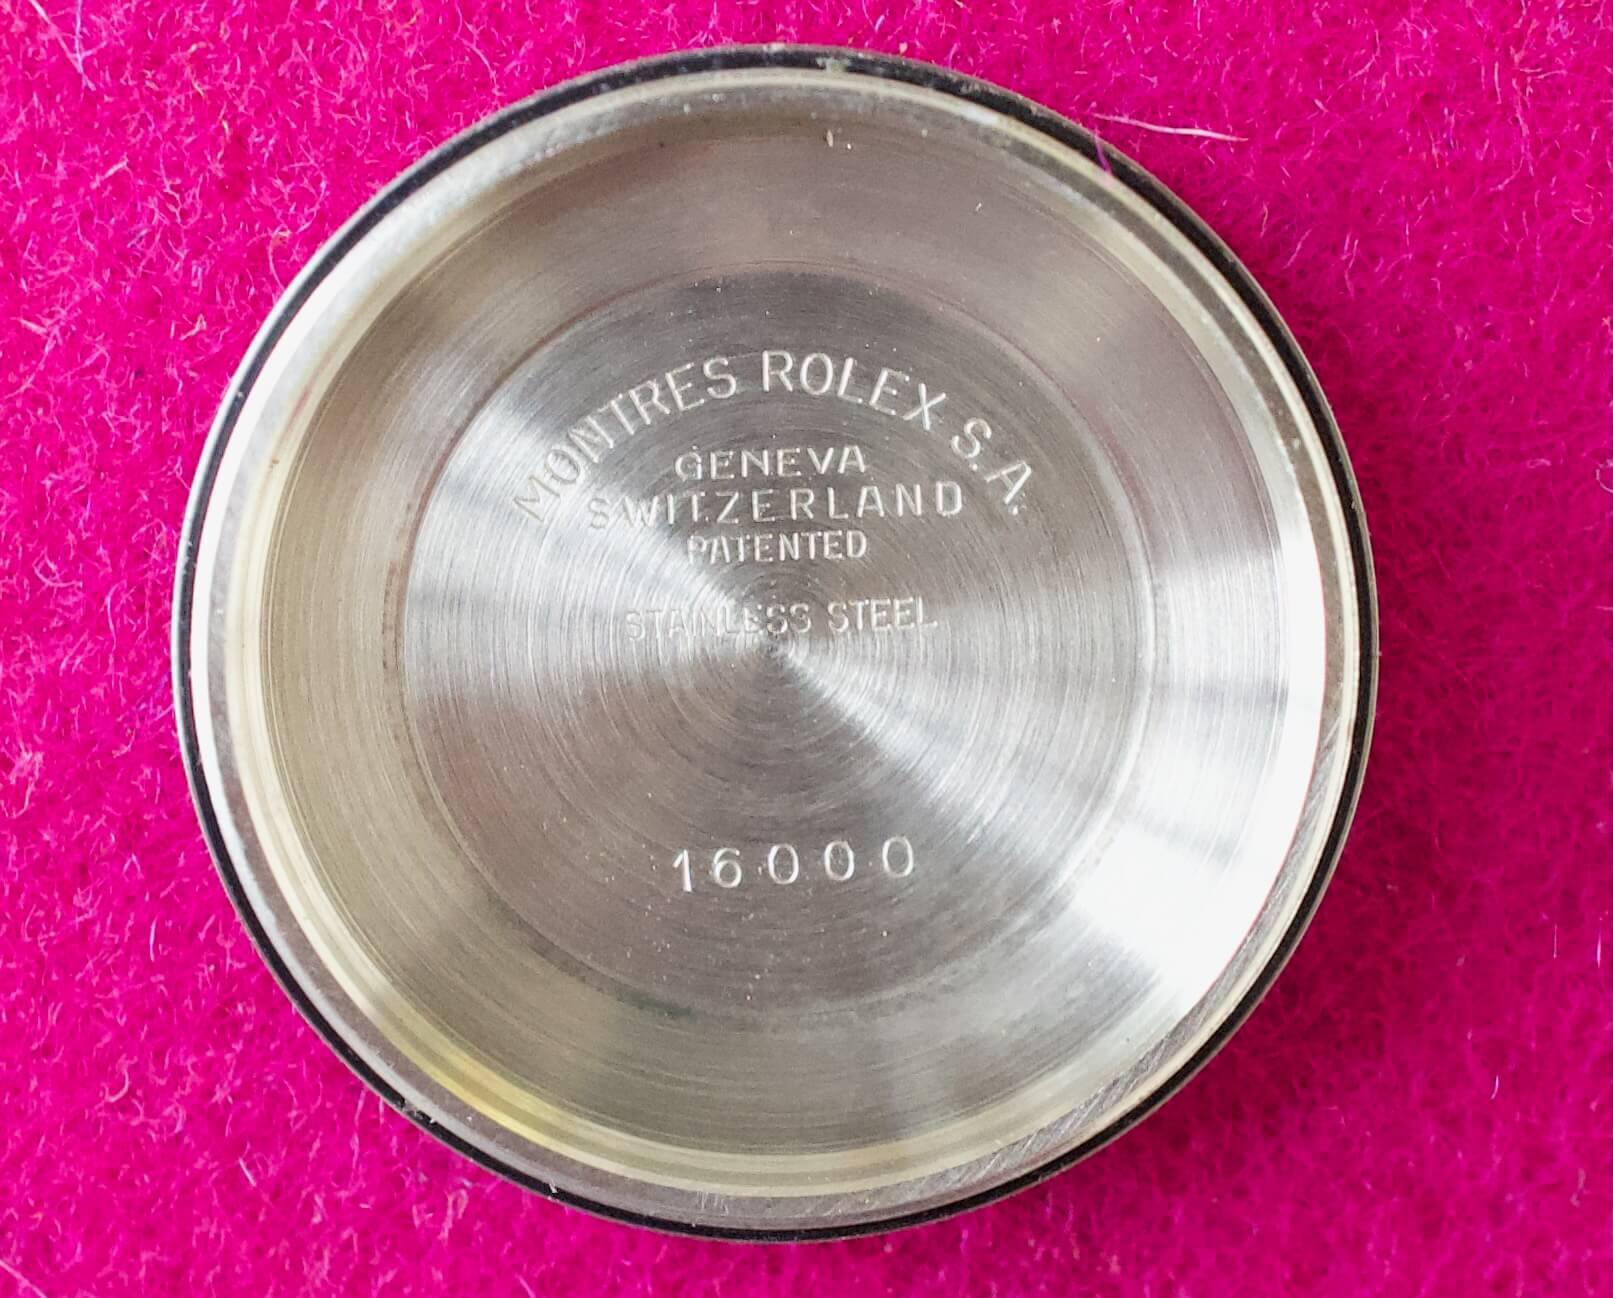 MONTRES ROLEX S.A.
GENEVA
SWITZERLAND
PATENTED
STAINLESS STEEL
16000